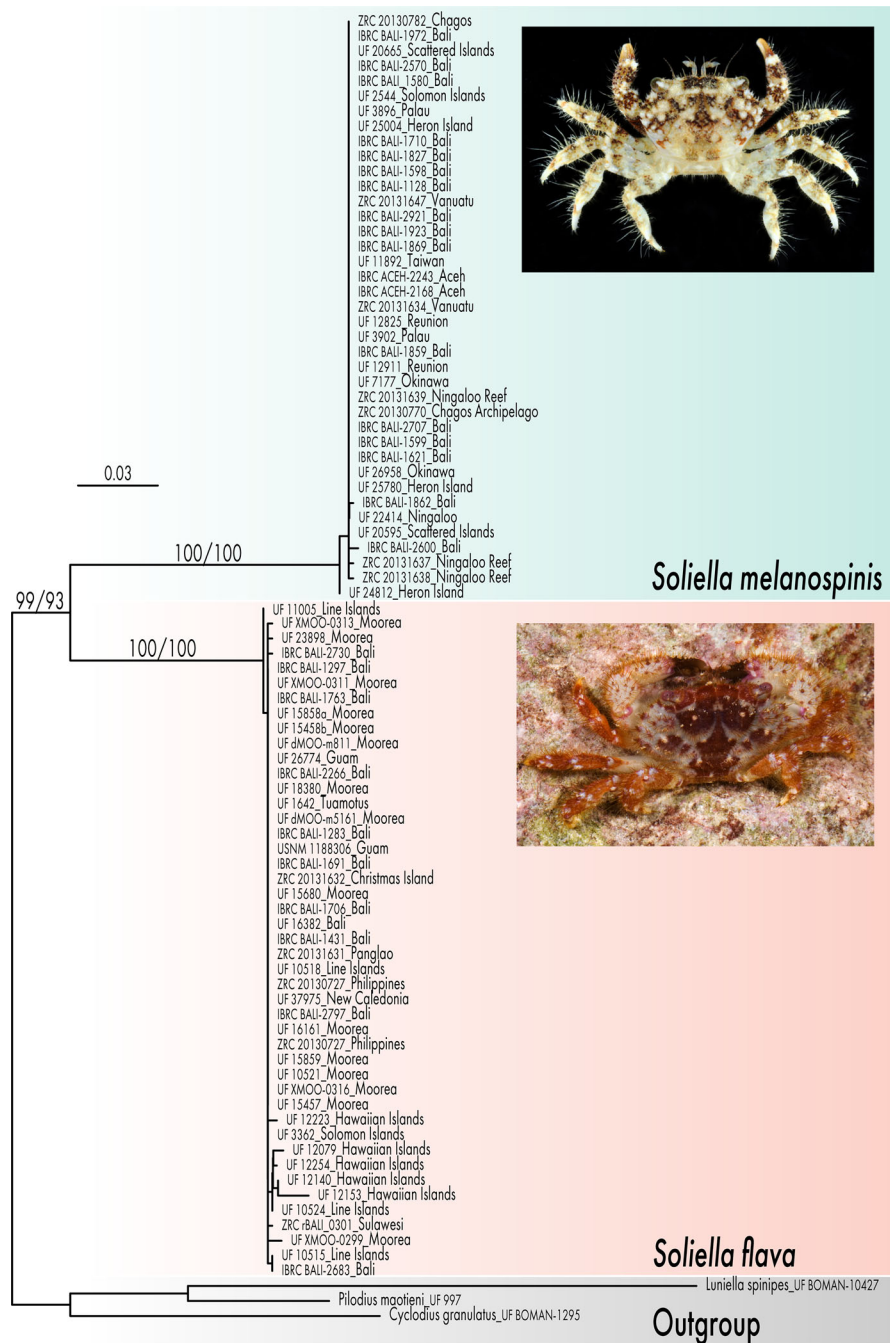 ZRC 20130782_Chagos
IBRC BALI-1972_Bali
UF 20665_Scattered Islands
IBRC BALI-2570_Bali
IBRC BALI_1580_Bali
UF 2544_Solomon Islands
UF 3896_Palau
UF 25004_Heron Island
IBRC BALI-1710_Bali
IBRC BALI-1827_Bali
IBRC BALI-1598_Bali
IBRC BALI-1128_Bali
ZRC 20131647_Vanuatu
IBRC BALI-2921_Bali
IBRC BALI-1923_Bali
IBRC BALI-1869_Bali
UF 11892_Taiwan
IBRC ACEH-2243_Aceh
IBRC ACEH-2168_Aceh
ZRC 20131634_Vanuatu
UF 12825_Reunion
UF 3902_Palau
IBRC BALI-1859_Bali
UF 12911_Reunion
UF 7177_Okinawa
ZRC 20131639_Ningaloo Reef
ZRC 20130770_Chagos Archipelago
IBRC BALI-2707_Bali
IBRC BALI-1599_Bali
IBRC BALI-1621_Bali
UF 26958_Okinawa
0.03
UF 25780_Heron Island
IBRC BALI-1862_Bali
UF 22414_Ningaloo
UF 20595_Scattered Islands
IBRC BALI-2600_Bali
100/100
ZRC 20131637_Ningaloo Reef
ZRC 20131638_Ningaloo Reef
Soliella melanospinis
UF 24812_Heron Island
99/93
UF 11005_Line Islands
UF XMOO-0313_Moorea
UF 23898_Moorea
100/100
IBRC BALI-2730_Bali
IBRC BALI-1297_Bali
UF XMOO-0311_Moorea
IBRC BALI-1763_Bali
UF 15858a_Moorea
UF 15458b_Moorea
UF dMOO-m811_Moorea
UF 26774_Guam
IBRC BALI-2266_Bali
UF 18380_Moorea
UF 1642_Tuamotus
UF dMOO-m5161_Moorea
IBRC BALI-1283_Bali
USNM 1188306_Guam
IBRC BALI-1691_Bali
ZRC 20131632_Christmas Island
UF 15680_Moorea
IBRC BALI-1706_Bali
UF 16382_Bali
IBRC BALI-1431_Bali
ZRC 20131631_Panglao
UF 10518_Line Islands
ZRC 20130727_Philippines
UF 37975_New Caledonia
IBRC BALI-2797_Bali
UF 16161_Moorea
ZRC 20130727_Philippines
UF 15859_Moorea
UF 10521_Moorea
UF XMOO-0316_Moorea
UF 15457_Moorea
UF 12223_Hawaiian Islands
UF 3362_Solomon Islands
UF 12079_Hawaiian Islands
UF 12254_Hawaiian Islands
UF 12140_Hawaiian Islands
UF 12153_Hawaiian Islands
UF 10524_Line Islands
ZRC rBALI_0301_Sulawesi
UF XMOO-0299_Moorea
UF 10515_Line Islands
Soliella flava
IBRC BALI-2683_Bali
Luniella spinipes_UF BOMAN-10427
Pilodius maotieni_UF 997
Cyclodius granulatus_UF BOMAN-1295
Outgroup